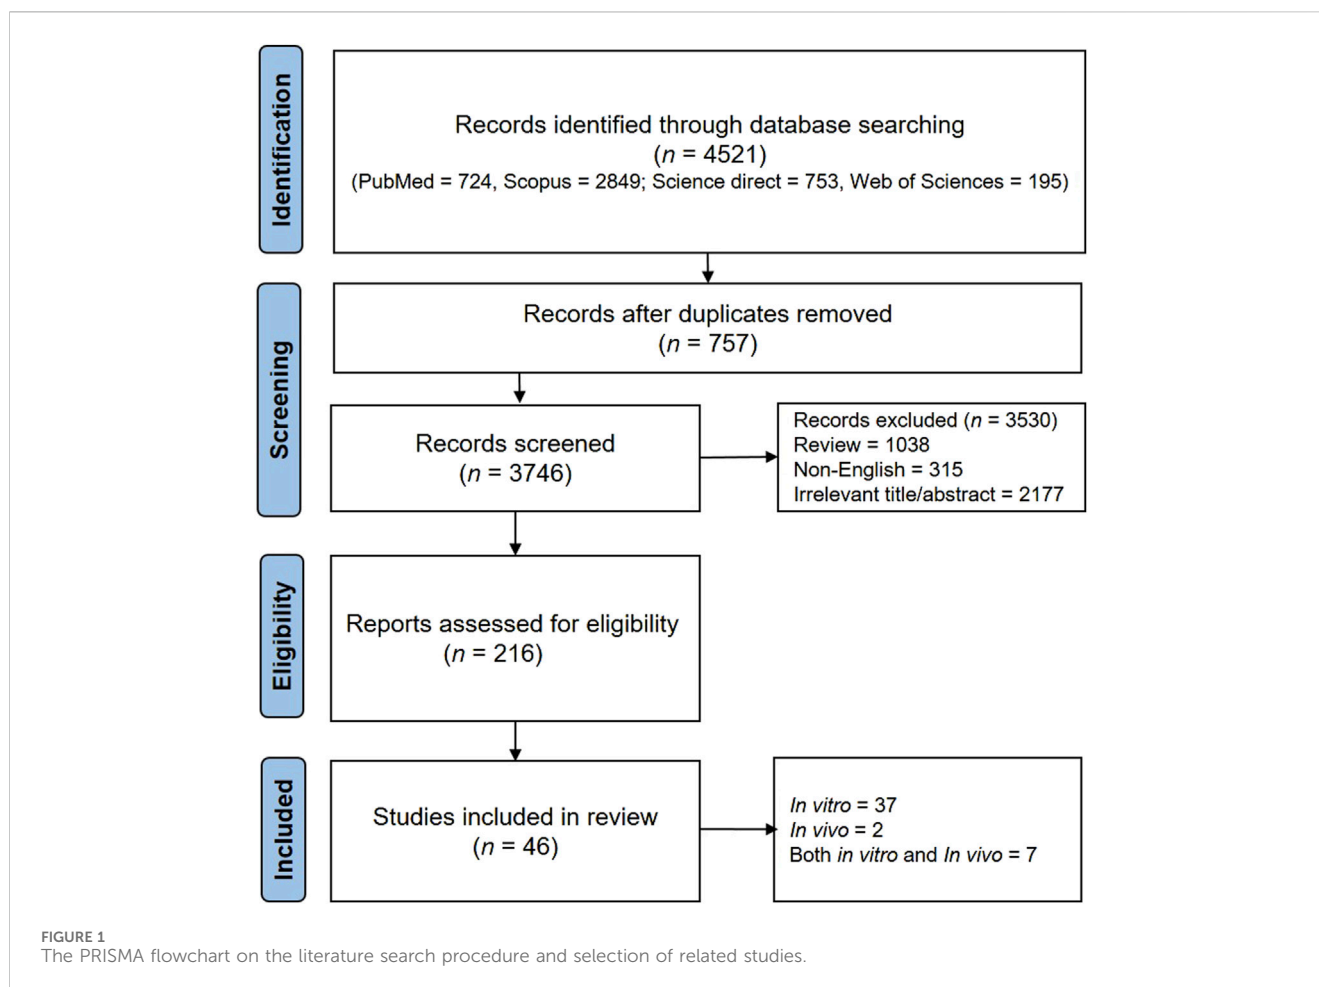 Identification
Records identified through database searching
(n = 4521)
(PubMed = 724, Scopus = 2849; Science direct = 753, Web of Sciences = 195)
Screening
Records after duplicates removed
(n = 757)
Records screened
(n = 3746)
Records excluded (n = 3530)
Review = 1038
Non-English = 315
Irrelevant title/abstract = 2177
Eligibility
Reports assessed for eligibility
(n = 216)
Included
Studies included in review
(n = 46)
In vitro = 37
In vivo = 2
Both in vitro and In vivo = 7
FIGURE 1
The PRISMA flowchart on the literature search procedure and selection of related studies.